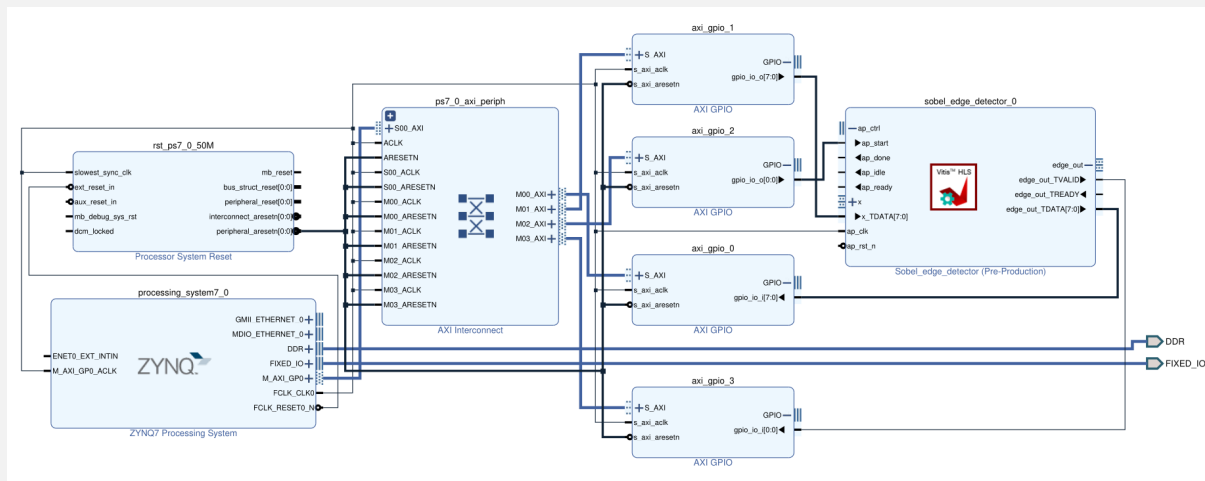 rst_ps7_0_50M
slowest_sync_clk
ext_reset_in
aux_reset_in
mb_debug_sys_rst
dcm_locked
mb_reset
bus_struct_reset[0:0]
peripheral_reset[0:0]
interconnect_aresetn[0:0]
peripheral_aresetn[0:0]
Processor System Reset
processing_system7_0
ENET0_EXT_INTIN
M_AXI_GP0_ACLK
ZYNQ
GMII_ETHERNET_0
MDIO_ETHERNET_0
DDR
FIXED_IO
M_AXI_GP0
FCLK_CLK0
FCLK_RESET0_N
ZYNQ7 Processing System
ps7_0_axi_periph
S00_AXI
ACLK
ARESETN
S00_ACLK
S00_ARESETN
M00_ACLK
M00_ARESETN
M01_ACLK
M01_ARESETN
M02_ACLK
M02_ARESETN
M03_ACLK
M03_ARESETN
M00_AXI
M01_AXI
M02_AXI
M03_AXI
AXI Interconnect
axi_gpio_1
S_AXI
s_axi_aclk
s_axi_aresetn
GPIO
gpio_io_o[7:0]
AXI GPIO
axi_gpio_2
S_AXI
s_axi_aclk
s_axi_aresetn
GPIO
gpio_io_o[0:0]
AXI GPIO
axi_gpio_0
S_AXI
s_axi_aclk
s_axi_aresetn
GPIO
gpio_io_i[7:0]
AXI GPIO
axi_gpio_3
S_AXI
s_axi_aclk
s_axi_aresetn
GPIO
gpio_io_i[0:0]
AXI GPIO
sobel_edge_detector_0
ap_ctrl
ap_start
ap_done
ap_idle
ap_ready
x
x_TDATA[7:0]
ap_clk
ap_rst_n
Vitis™ HLS
edge_out
edge_out_TVALID
edge_out_TREADY
edge_out_TDATA[7:0]
Sobel_edge_detector (Pre-Production)
DDR
FIXED_IO